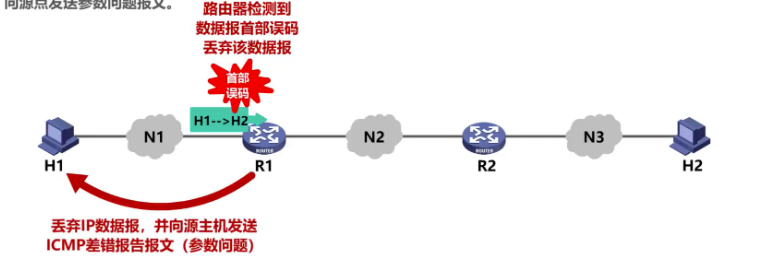 向源点发送参数问题报文。
路由器检测到
数据报首部误码
丢弃该数据报
首部
误码
H1-->H2
N1
N2
N3
ROUTER
ROUTER
H1
R1
R2
H2
丢弃IP数据报，并向源主机发送
ICMP差错报告报文（参数问题）